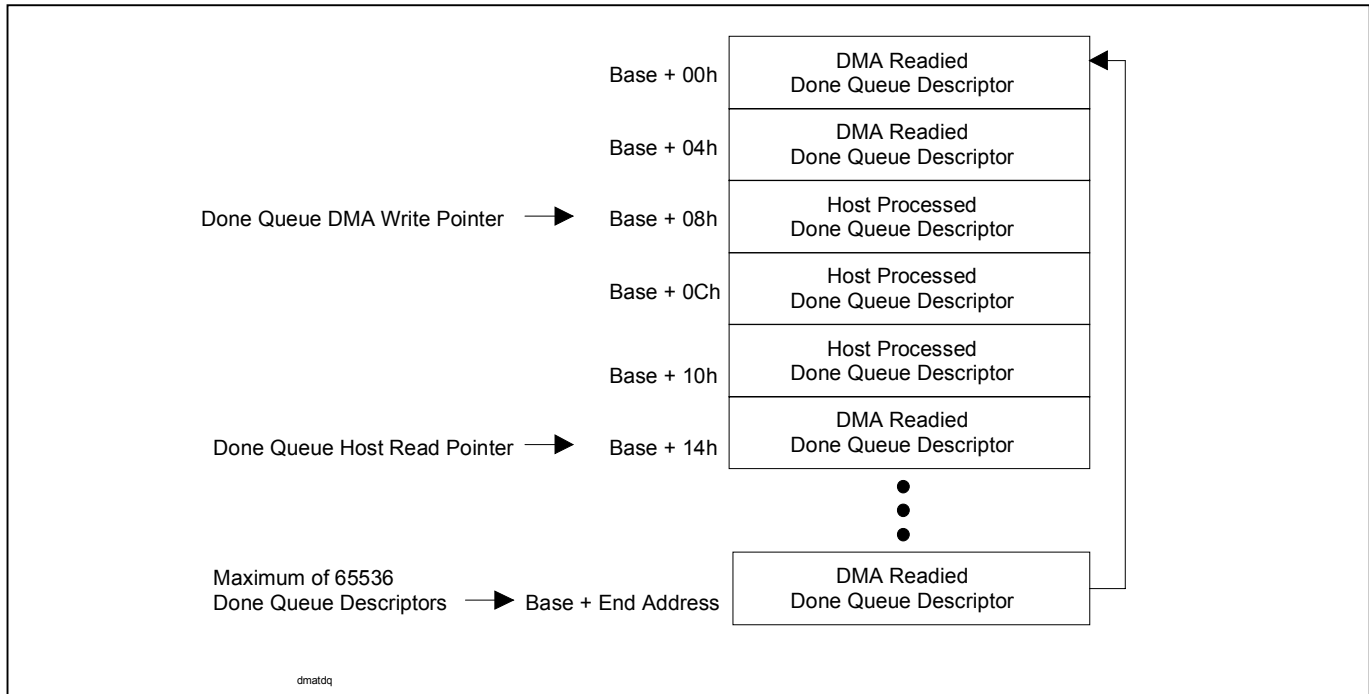 Base + 00h
DMA Readied
Done Queue Descriptor
Base + 04h
DMA Readied
Done Queue Descriptor
Done Queue DMA Write Pointer
Base + 08h
Host Processed
Done Queue Descriptor
Base + 0Ch
Host Processed
Done Queue Descriptor
Base + 10h
Host Processed
Done Queue Descriptor
Done Queue Host Read Pointer
Base + 14h
DMA Readied
Done Queue Descriptor
Maximum of 65536
Done Queue Descriptors
Base + End Address
DMA Readied
Done Queue Descriptor
dmatdq